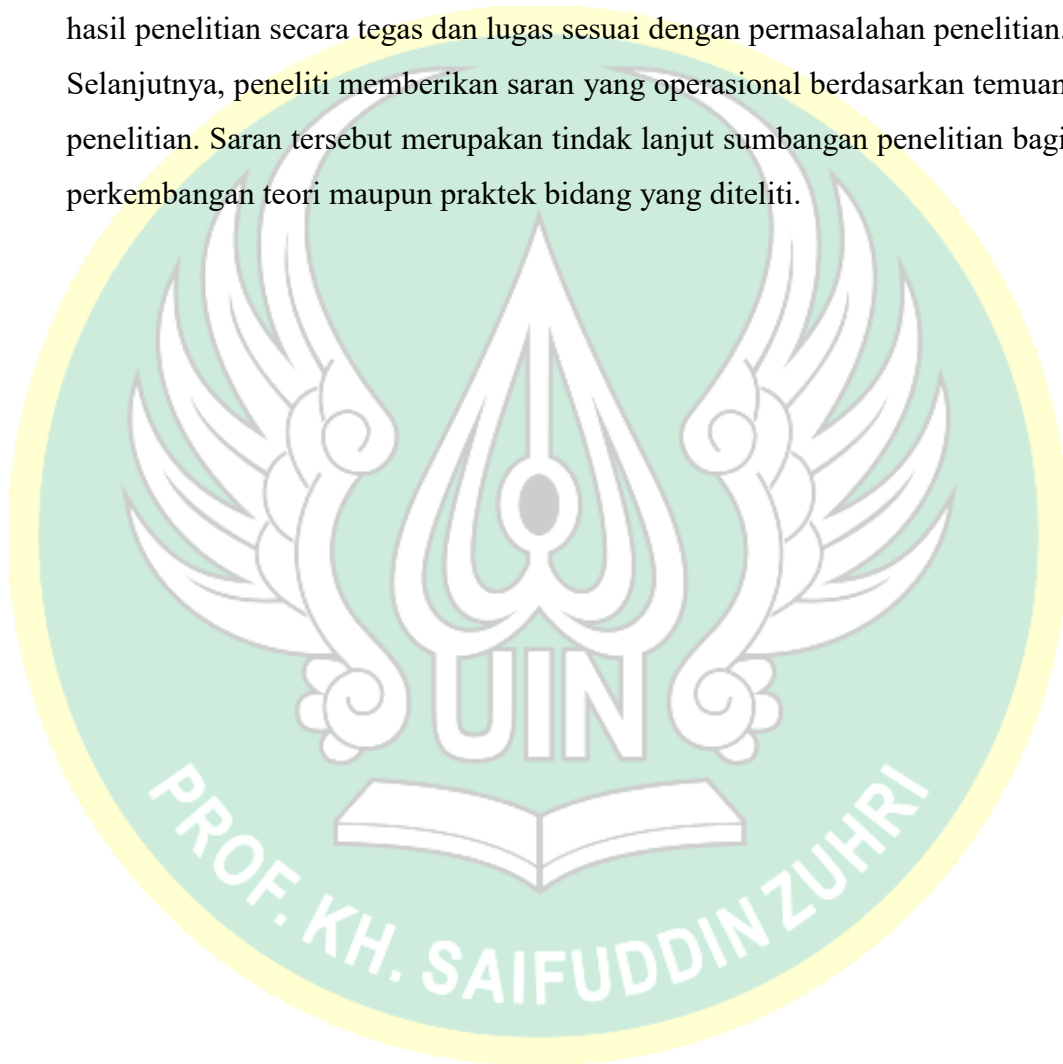 hasil penelitian secara tegas dan lugas sesuai dengan permasalahan penelitian.
Selanjutnya, peneliti memberikan saran yang operasional berdasarkan temuan
penelitian. Saran tersebut merupakan tindak lanjut sumbangan penelitian bagi
perkembangan teori maupun praktek bidang yang diteliti.
UIN
PROF. KH. SAIFUDDIN ZUHRI